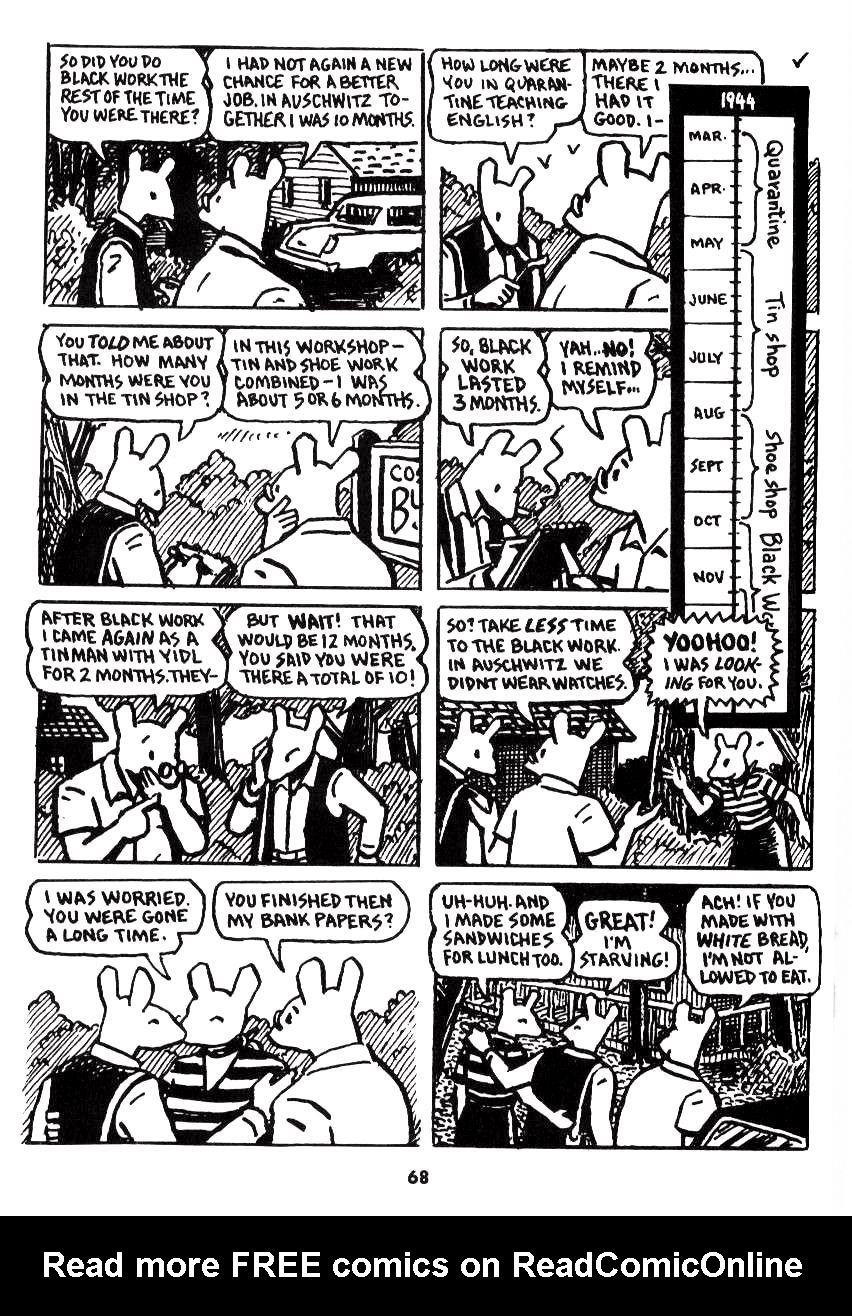 SO DID YOU DO
BLACK WORK THE
REST OF THE TIME
YOU WERE THERE?
I HAD NOT AGAIN A NEW
CHANCE FOR A BETTER
JOB. IN AUSCHWITZ TO-
GETHER I WAS 10 MONTHS.
HOW LONG WERE
YOU IN QUARAN-
TINE TEACHING
ENGLISH?
MAYBE 2 MONTHS...
THERE I
HAD IT
GOOD. I-
1944
MAR.
APR.
MAY
JUNE
JULY
AUG
SEPT
OCT
NOV
Quarantine
Tin shop
Shoe shop
Black W
YOU TOLD ME ABOUT
THAT. HOW MANY
MONTHS WERE YOU
IN THE TIN SHOP?
IN THIS WORKSHOP-
TIN AND SHOE WORK
COMBINED-I WAS
ABOUT 5 OR 6 MONTHS.
COS
BY
SO, BLACK
WORK
LASTED
3 MONTHS.
YAH...NO!
I REMIND
MYSELF...
AFTER BLACK WORK
I CAME AGAIN AS A
TINMAN WITH YIDL
FOR 2 MONTHS. THEY-
BUT WAIT! THAT
WOULD BE 12 MONTHS.
YOU SAID YOU WERE
THERE A TOTAL OF 10!
SO? TAKE LESS TIME
TO THE BLACK WORK.
IN AUSCHWITZ WE
DIDNT WEAR WATCHES.
YOOHOO!
I WAS LOOK-
ING FOR YOU.
I WAS WORRIED.
YOU WERE GONE
A LONG TIME.
YOU FINISHED THEN
MY BANK PAPERS?
UH-HUH. AND
I MADE SOME
SANDWICHES
FOR LUNCH TOO.
GREAT!
I'M
STARVING!
ACH! IF YOU
MADE WITH
WHITE BREAD,
I'M NOT AL-
LOWED TO EAT.
68
Read more FREE comics on ReadComicOnline